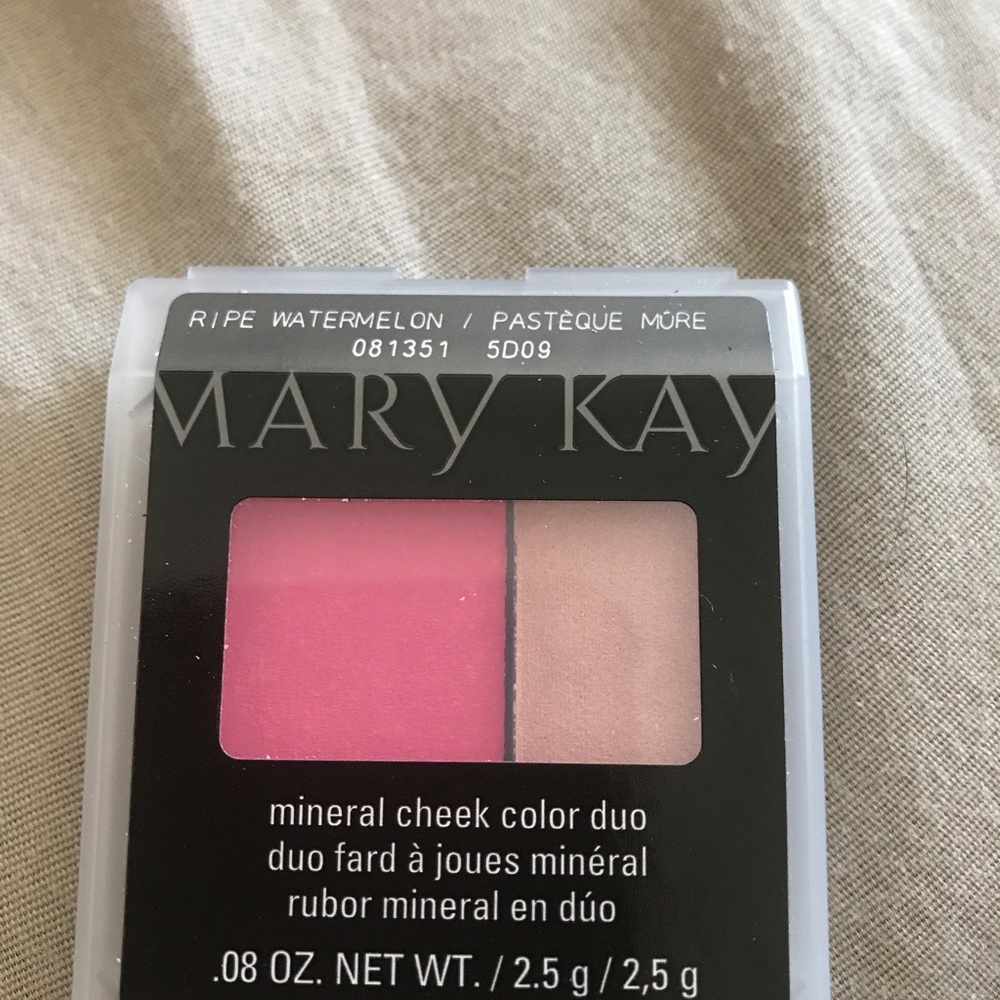 RIPE WATERMELON / PASTÈQUE MÛRE
081351 5D09
MARY KAY
mineral cheek color duo
duo fard à joues minéral
rubor mineral en dúo
.08 OZ. NET WT. / 2.5 g / 2,5 g